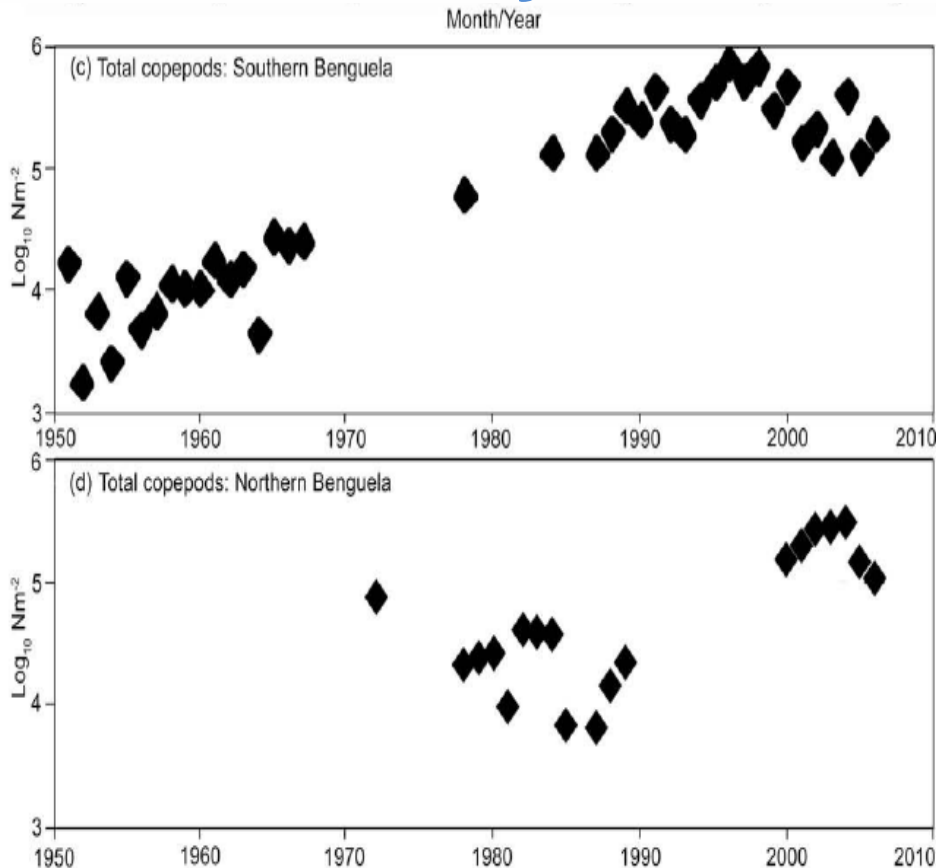 Month/Year
(c) Total copepods: Southern Benguela
Log₁₀ Nm⁻²
6
5
4
3
1950 1960 1970 1980 1990 2000 2010
(d) Total copepods: Northern Benguela
Log₁₀ Nm⁻²
6
5
4
3
1950 1960 1970 1980 1990 2000 2010